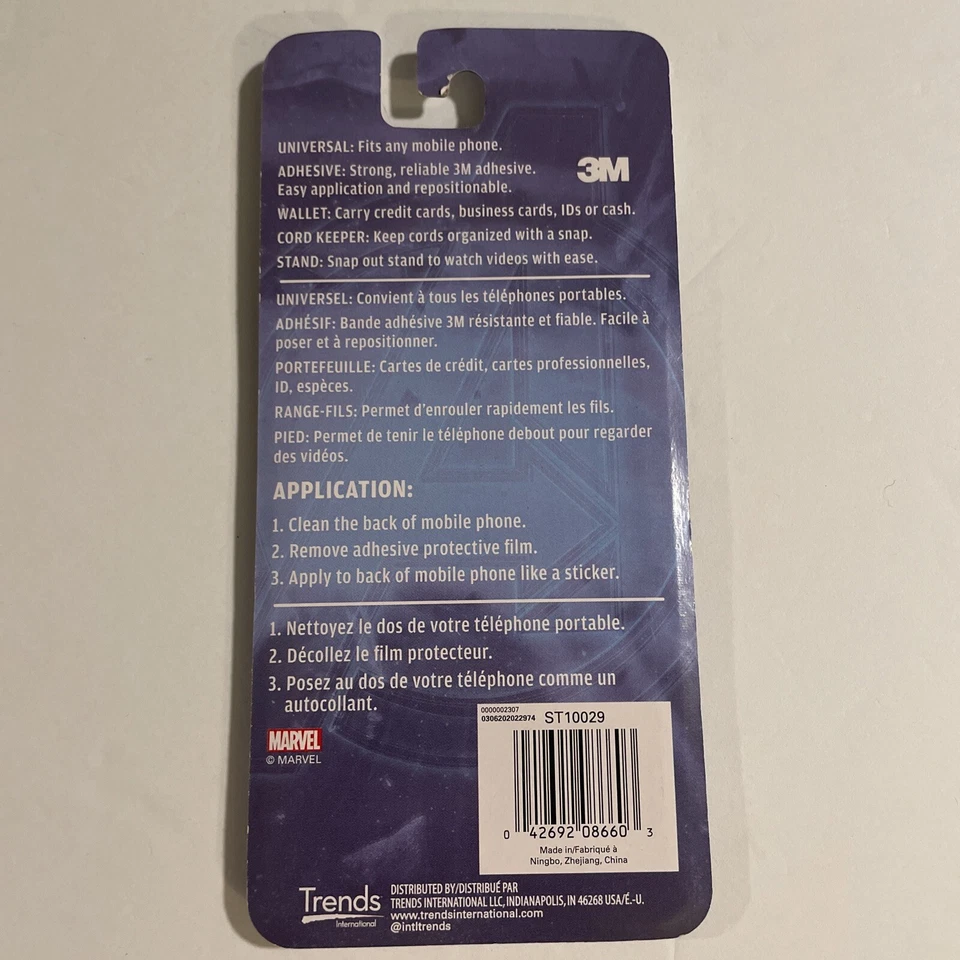 UNIVERSAL: Fits any mobile phone.
ADHESIVE: Strong, reliable 3M adhesive.
Easy application and repositionable.
3M
WALLET: Carry credit cards, business cards, IDs or cash.
CORD KEEPER: Keep cords organized with a snap.
STAND: Snap out stand to watch videos with ease.
UNIVERSEL: Convient à tous les téléphones portables.
ADHÉSIF: Bande adhésive 3M résistante et fiable. Facile à
poser et à repositionner.
PORTEFEUILLE: Cartes de crédit, cartes professionnelles,
ID, espèces.
RANGE-FILS: Permet d'enrouler rapidement les fils.
PIED: Permet de tenir le téléphone debout pour regarder
des vidéos.
APPLICATION:
1. Clean the back of mobile phone.
2. Remove adhesive protective film.
3. Apply to back of mobile phone like a sticker.
1. Nettoyez le dos de votre téléphone portable.
2. Décollez le film protecteur.
3. Posez au dos de votre téléphone comme un
autocollant.
MARVEL
© MARVEL
0000002307
0306202022974 ST10029
0 42692 08660 3
Made in/Fabriqué à
Ningbo, Zhejiang, China
Trends
International
DISTRIBUTED BY/DISTRIBUÉ PAR
TRENDS INTERNATIONAL LLC, INDIANAPOLIS, IN 46268 USA/É.-U.
www.trendsinternational.com
@intltrends